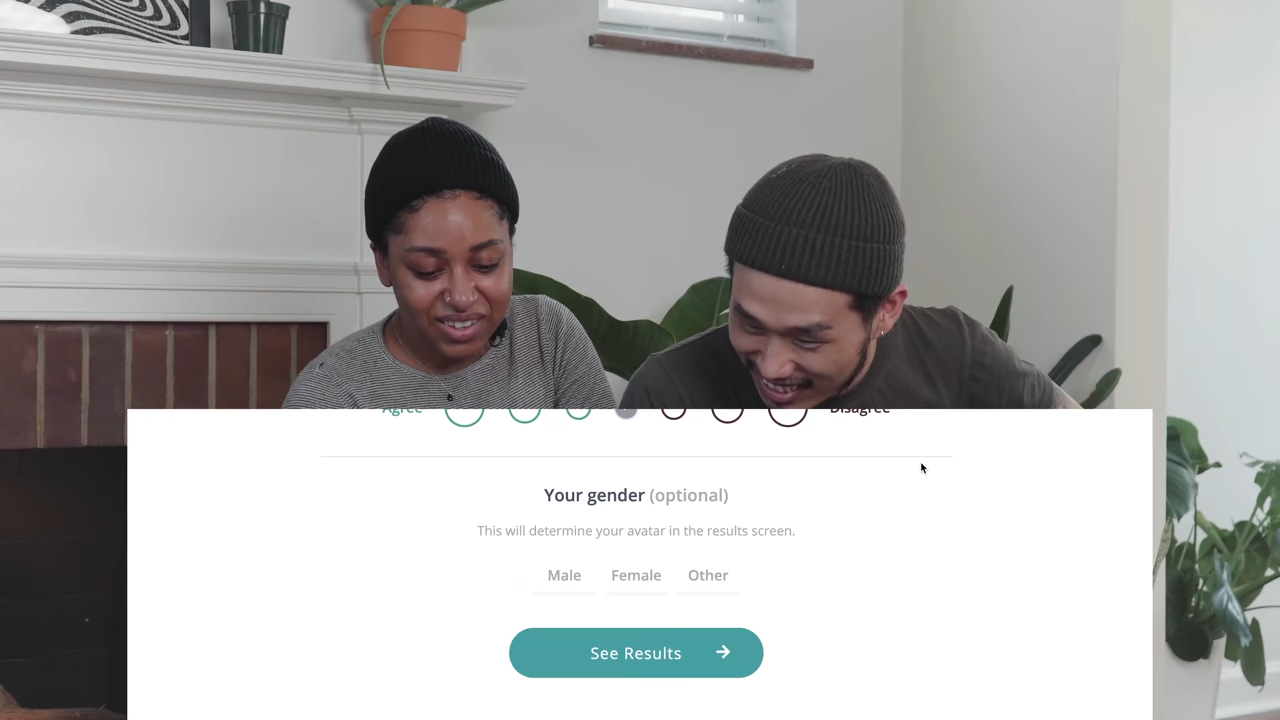 Agree Disagree
Your gender (optional)
This will determine your avatar in the results screen.
Male Female Other
See Results